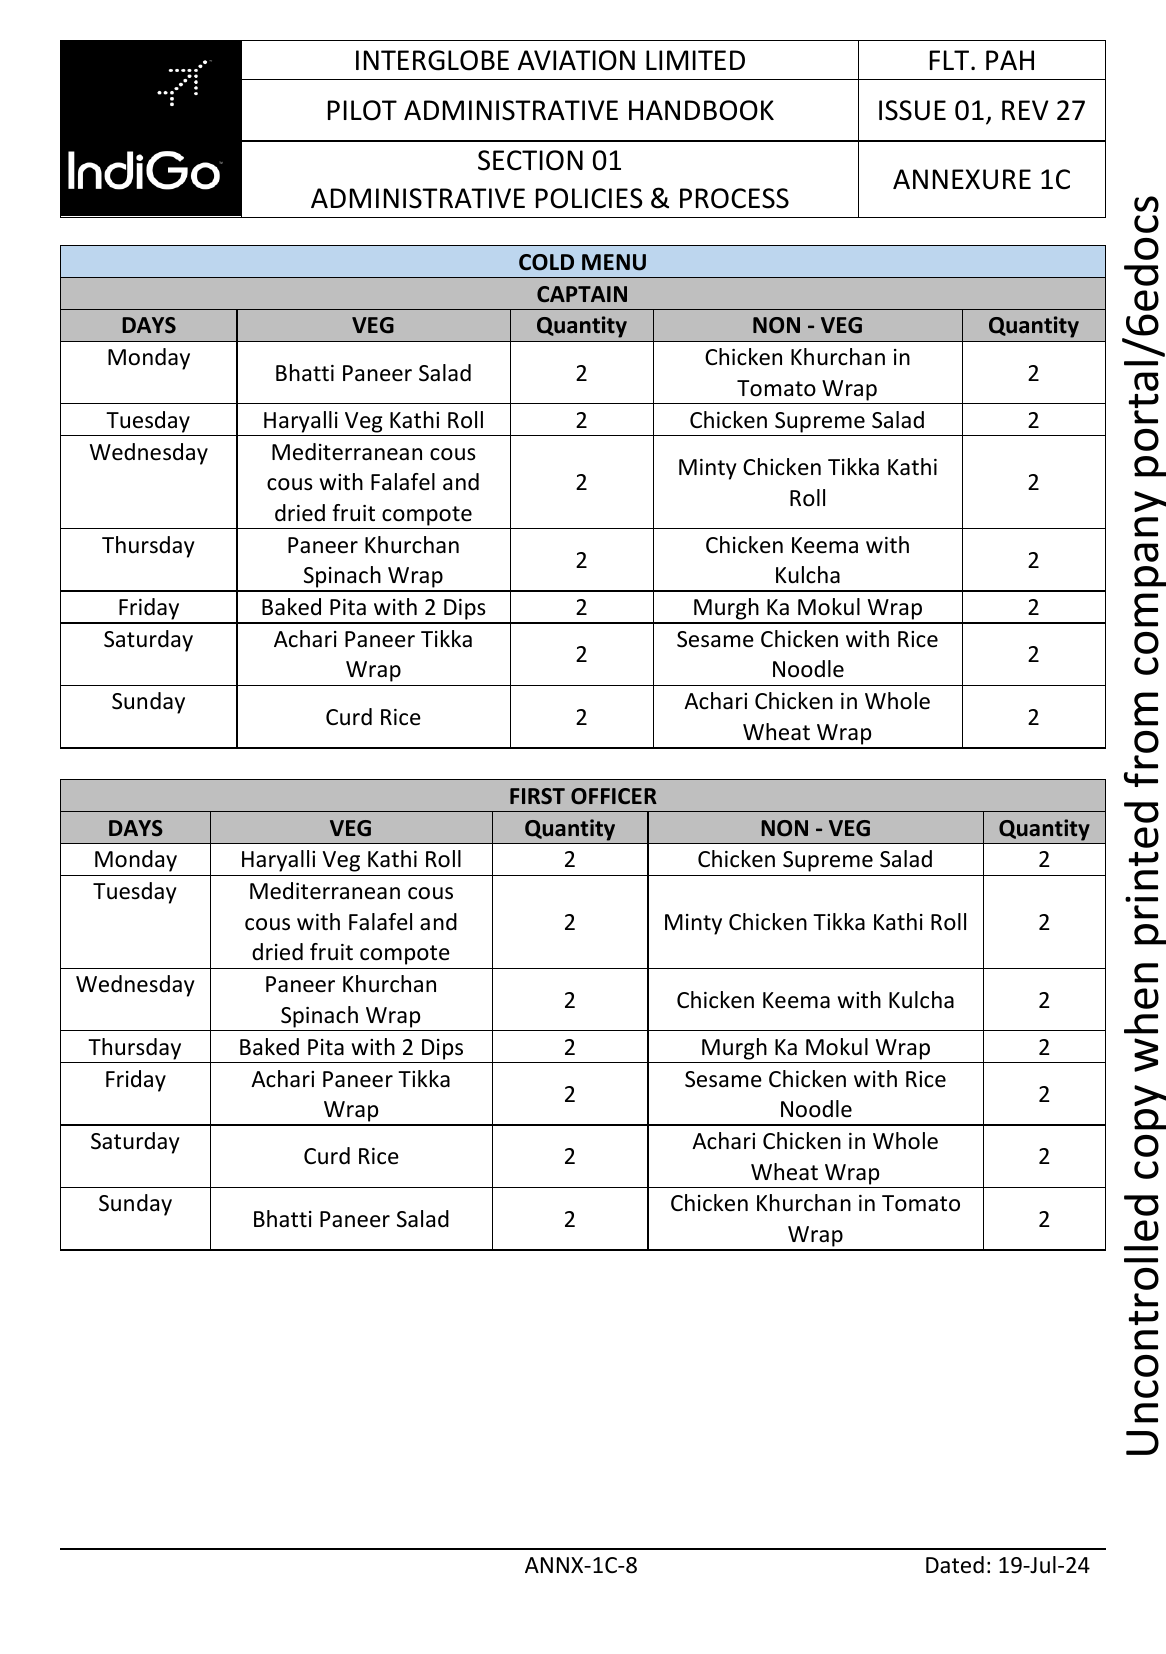 IndiGo
INTERGLOBE AVIATION LIMITED
FLT. PAH
PILOT ADMINISTRATIVE HANDBOOK
ISSUE 01, REV 27
SECTION 01
ADMINISTRATIVE POLICIES & PROCESS
ANNEXURE 1C
COLD MENU
CAPTAIN
DAYS VEG Quantity NON - VEG Quantity
Monday
Bhatti Paneer Salad
2
Chicken Khurchan in
Tomato Wrap
2
Tuesday Haryalli Veg Kathi Roll 2 Chicken Supreme Salad 2
Wednesday
Mediterranean cous
cous with Falafel and
dried fruit compote
2
Minty Chicken Tikka Kathi
Roll
2
Thursday
Paneer Khurchan
Spinach Wrap
2
Chicken Keema with
Kulcha
2
Friday Baked Pita with 2 Dips 2 Murgh Ka Mokul Wrap 2
Saturday
Achari Paneer Tikka
Wrap
2
Sesame Chicken with Rice
Noodle
2
Sunday
Curd Rice
2
Achari Chicken in Whole
Wheat Wrap
2
FIRST OFFICER
DAYS VEG Quantity NON - VEG Quantity
Monday Haryalli Veg Kathi Roll 2 Chicken Supreme Salad 2
Tuesday
Mediterranean cous
cous with Falafel and
dried fruit compote
2
Minty Chicken Tikka Kathi Roll
2
Wednesday
Paneer Khurchan
Spinach Wrap
2
Chicken Keema with Kulcha
2
Thursday Baked Pita with 2 Dips 2 Murgh Ka Mokul Wrap 2
Friday
Achari Paneer Tikka
Wrap
2
Sesame Chicken with Rice
Noodle
2
Saturday
Curd Rice
2
Achari Chicken in Whole
Wheat Wrap
2
Sunday
Bhatti Paneer Salad
2
Chicken Khurchan in Tomato
Wrap
2
ANNX-1C-8
Dated: 19-Jul-24
Uncontrolled copy when printed from company portal/6edocs